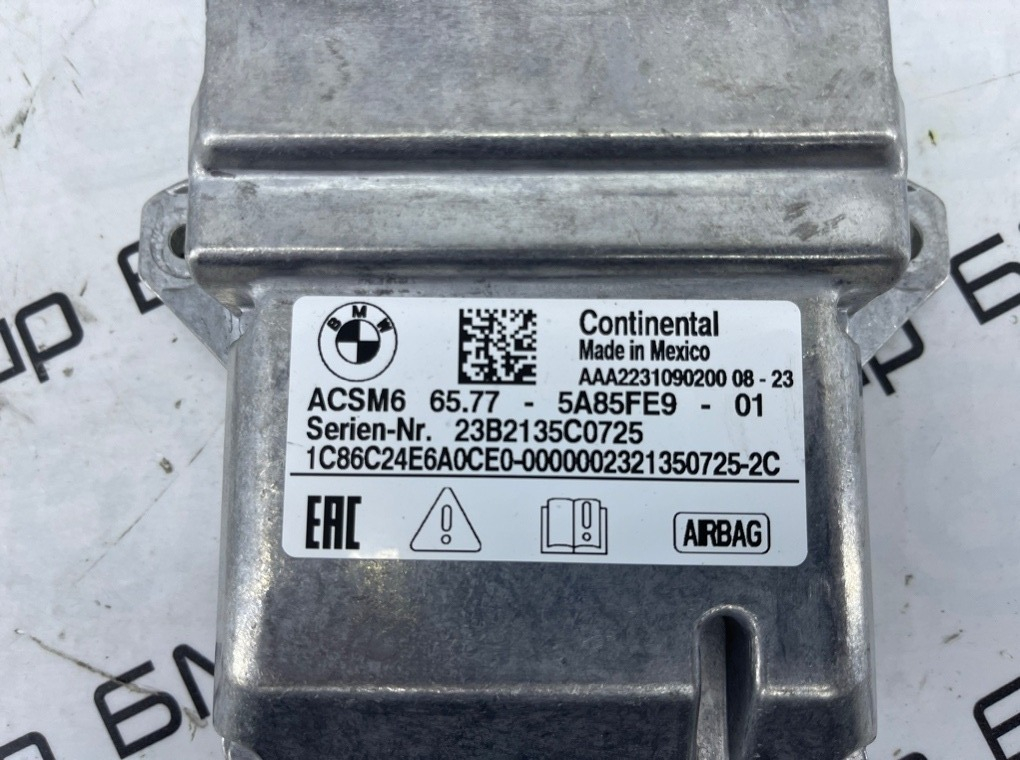 BMW
Continental
Made in Mexico
AAA2231090200 08 - 23
ACSM6 65.77 - 5A85FE9 - 01
Serien-Nr. 23B2135C0725
1C86C24E6A0CE0-0000002321350725-2C
EAC
AIRBAG